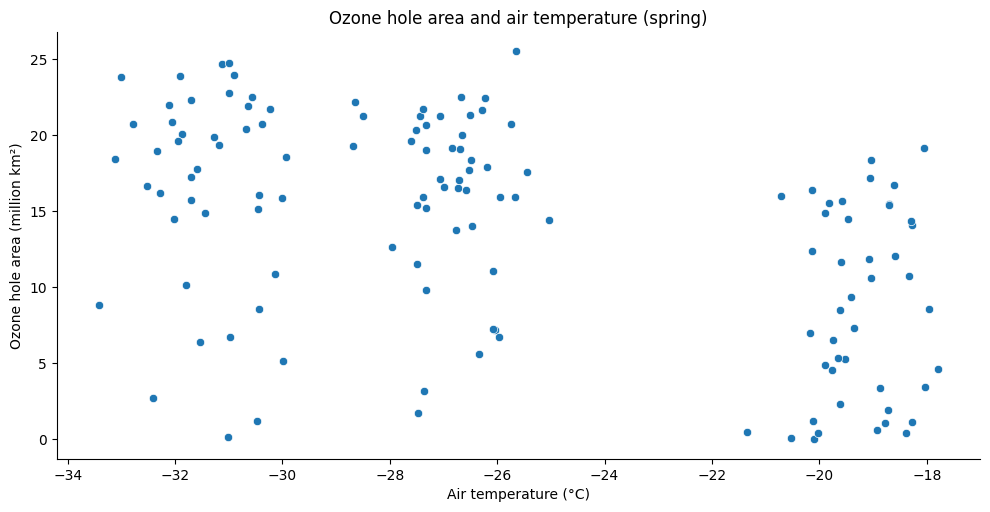 Ozone hole area and air temperature (spring)
Ozone hole area (million km²)
25
20
15
10
5
0
−34 −32 −30 −28 −26 −24 −22 −20 −18
Air temperature (°C)